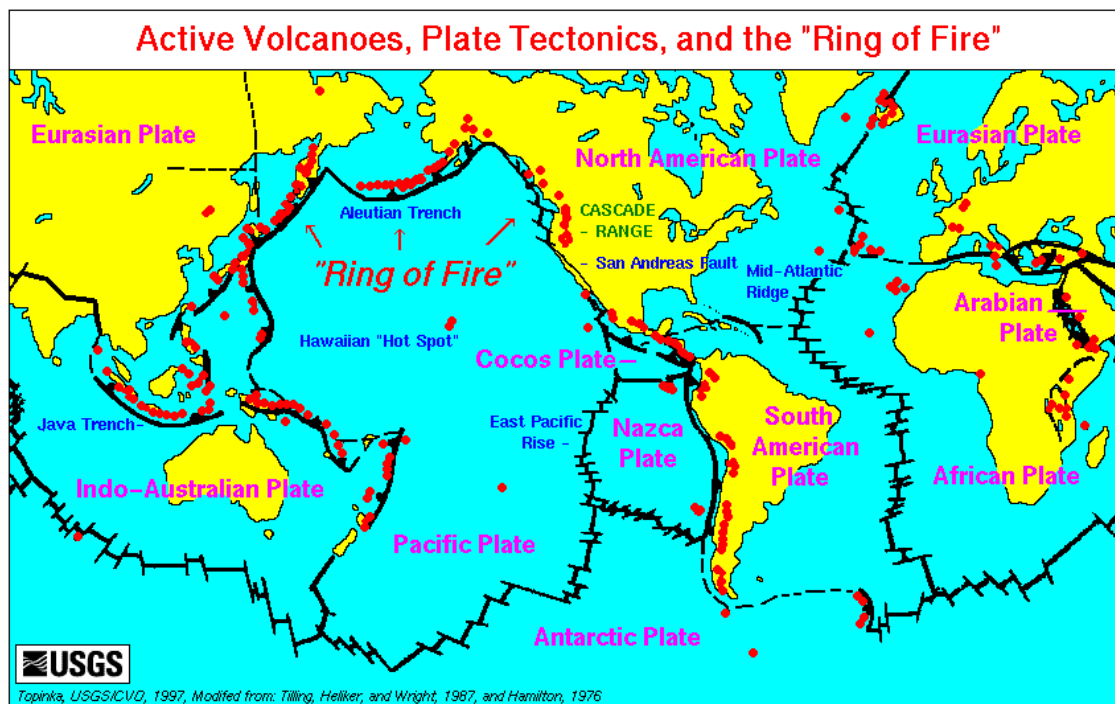 Active Volcanoes, Plate Tectonics, and the "Ring of Fire"
Eurasian Plate
North American Plate
Eurasian Plate
Aleutian Trench
CASCADE
- RANGE
"Ring of Fire"
- San Andreas Fault
Mid-Atlantic
Ridge
Arabian
Plate
Hawaiian "Hot Spot"
Cocos Plate
Java Trench
East Pacific
Rise -
Nazca
Plate
South
American
Plate
Indo-Australian Plate
African Plate
Pacific Plate
Antarctic Plate
USGS
Topinka, USGS/CVO, 1997, Modifed from: Tilling, Heliker, and Wright, 1987, and Hamilton, 1976